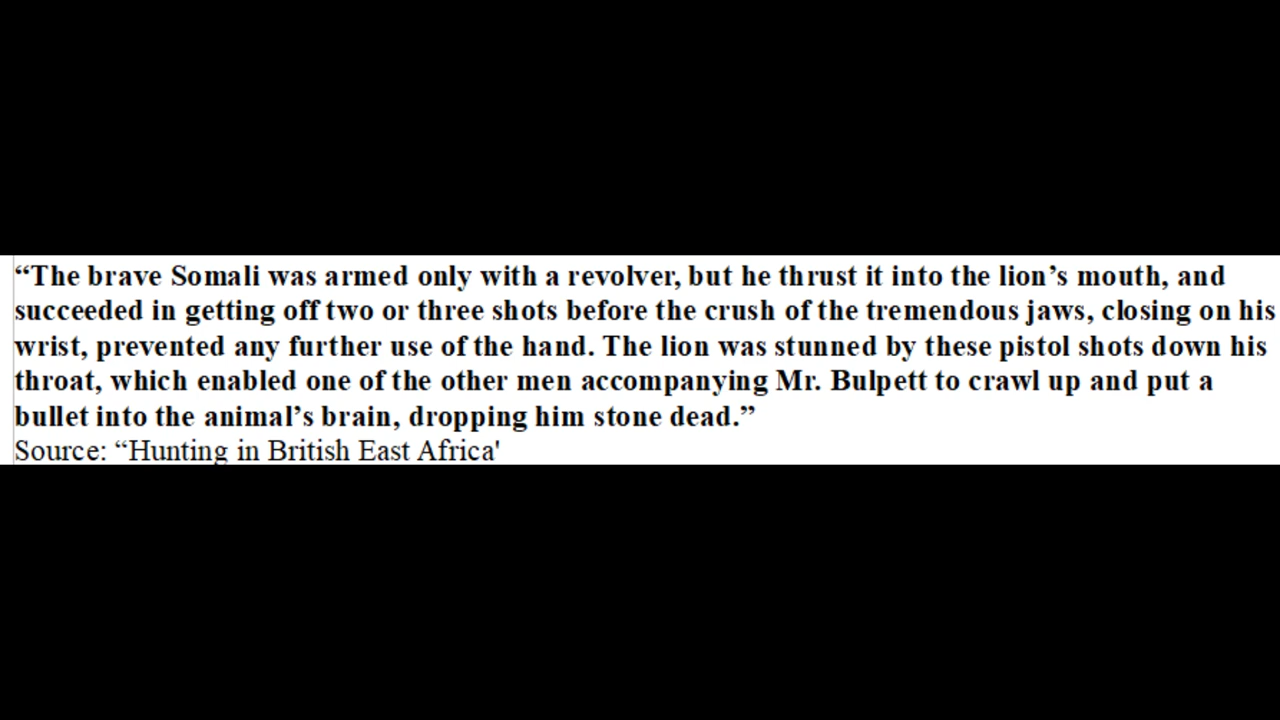 “The brave Somali was armed only with a revolver, but he thrust it into the lion’s mouth, and
succeeded in getting off two or three shots before the crush of the tremendous jaws, closing on his
wrist, prevented any further use of the hand. The lion was stunned by these pistol shots down his
throat, which enabled one of the other men accompanying Mr. Bulpett to crawl up and put a
bullet into the animal’s brain, dropping him stone dead.”
Source: “Hunting in British East Africa'